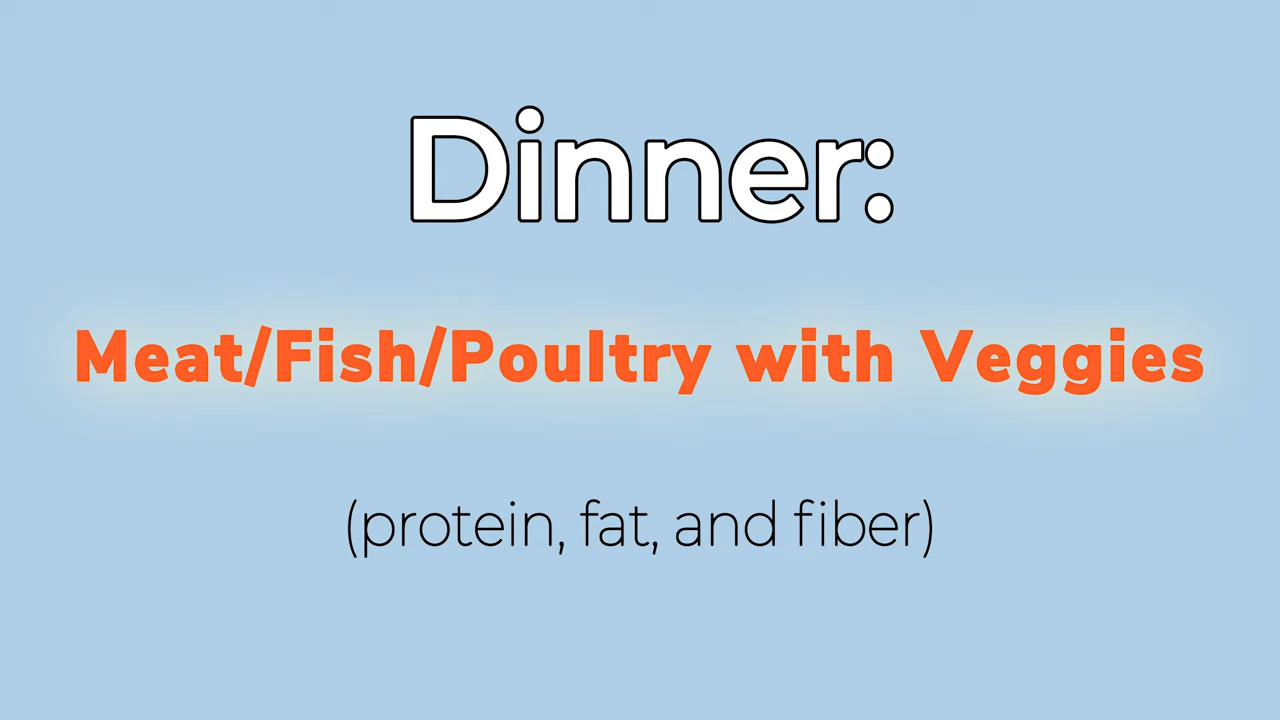 Dinner:
Meat/Fish/Poultry with Veggies
(protein, fat, and fiber)